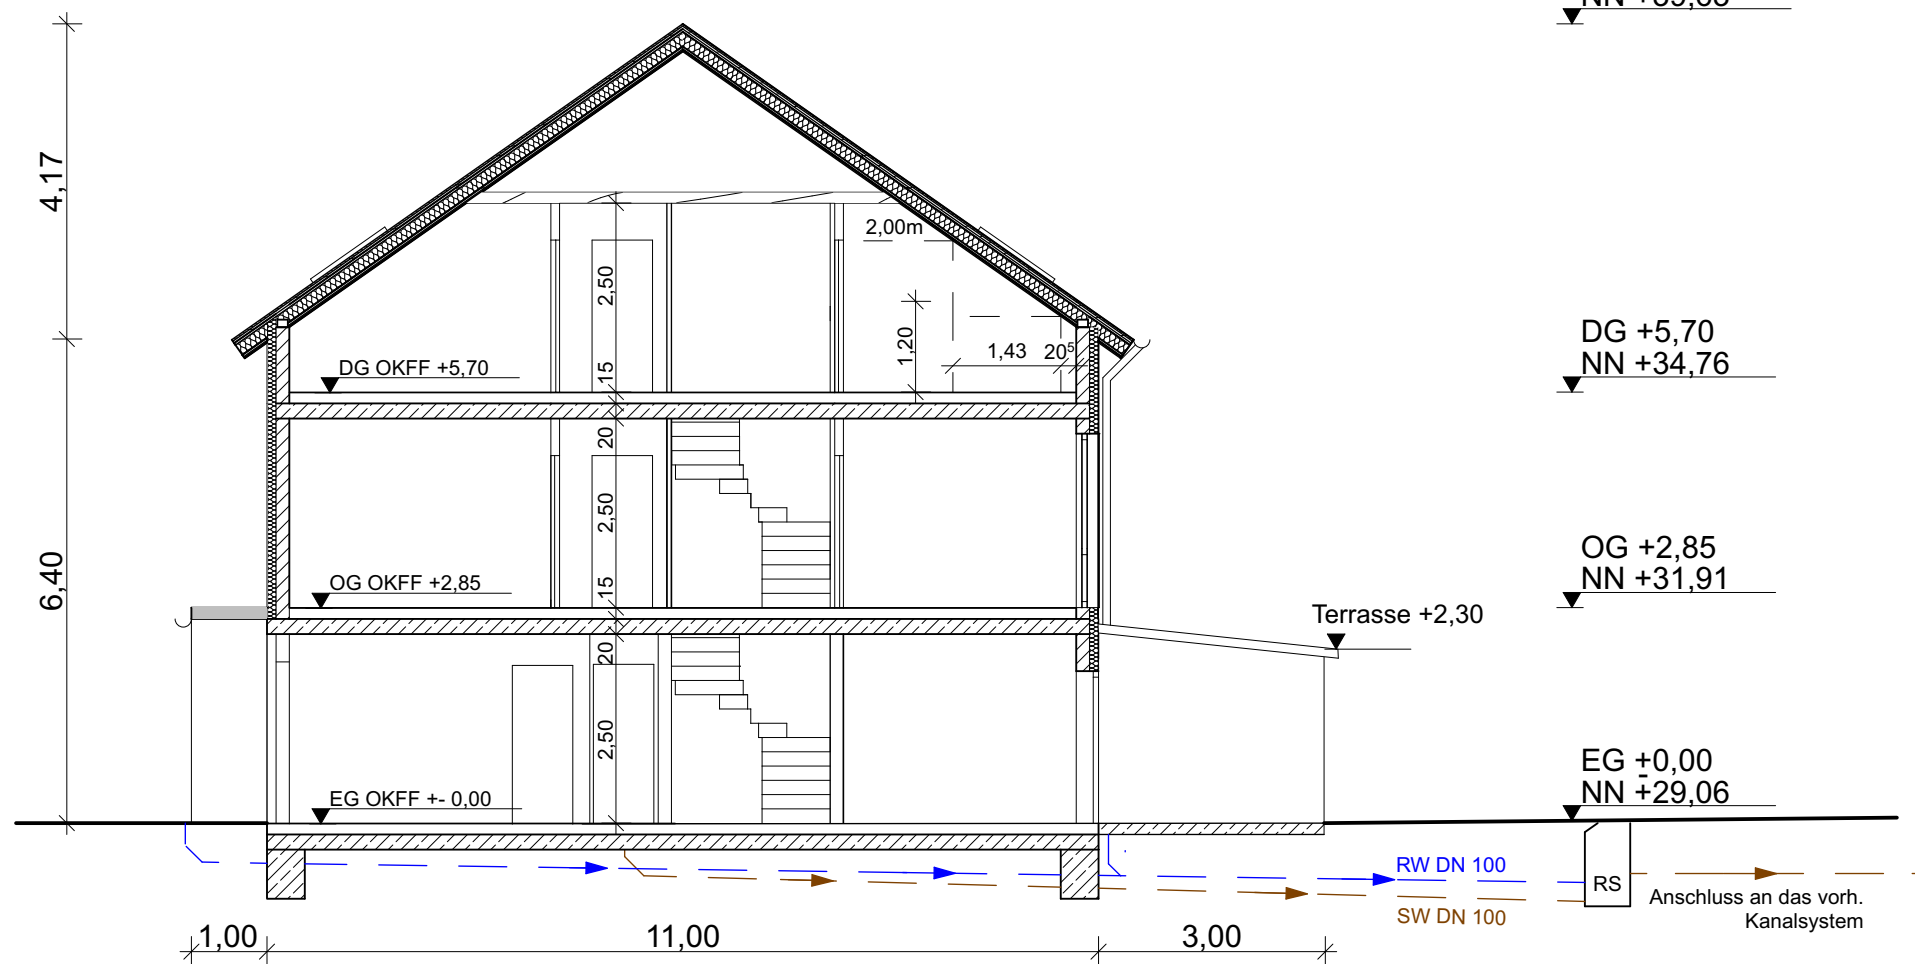 4,17
2,00m
2,50
1,20
1,43
20⁵
DG OKFF +5,70
15
DG +5,70
NN +34,76
20
2,50
6,40
OG OKFF +2,85
15
OG +2,85
NN +31,91
Terrasse +2,30
20
2,50
EG OKFF +- 0,00
EG +0,00
NN +29,06
RW DN 100
RS
Anschluss an das vorh.
Kanalsystem
SW DN 100
1,00
11,00
3,00